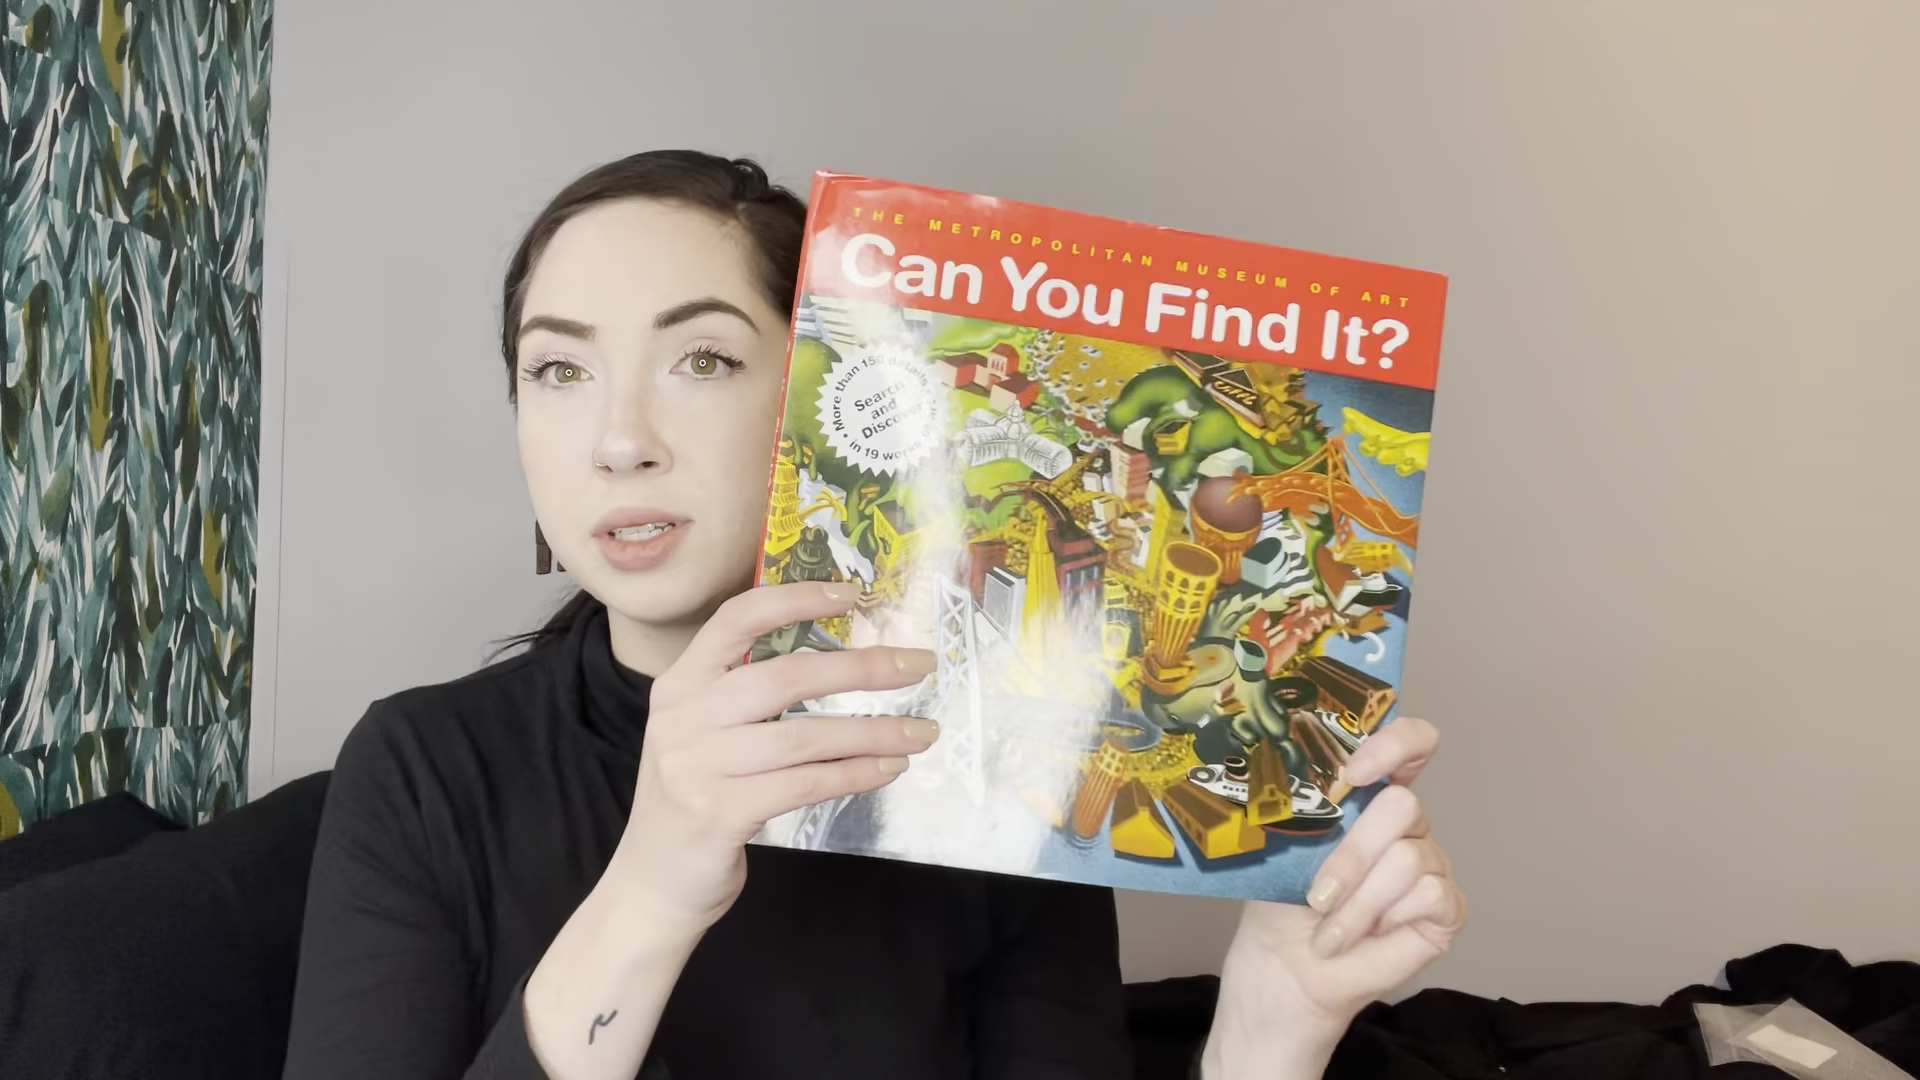 THE METROPOLITAN MUSEUM OF ART
Can You Find It?
• More than 150 details •
Search
and
Discover
in 19 works of art